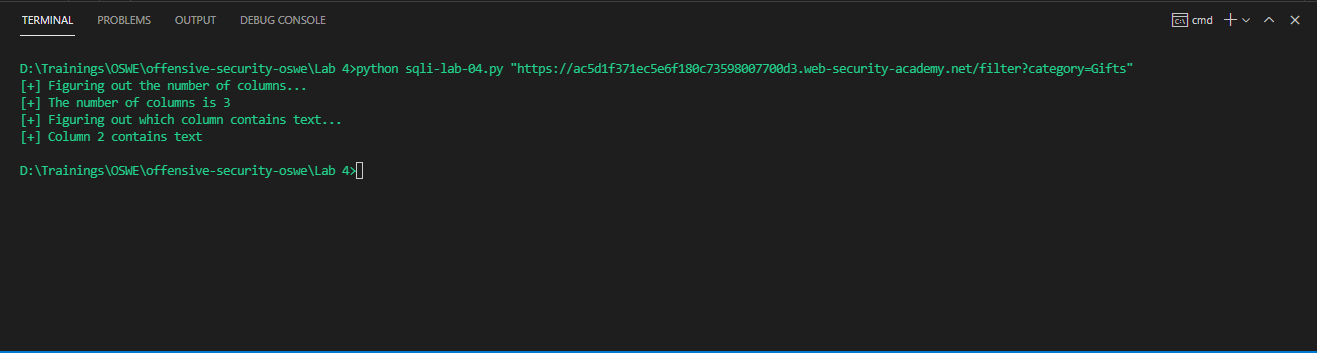 TERMINAL PROBLEMS OUTPUT DEBUG CONSOLE cmd
D:\Trainings\OSWE\offensive-security-oswe\Lab 4>python sqli-lab-04.py "https://ac5d1f371ec5e6f180c73598007700d3.web-security-academy.net/filter?category=Gifts"
[+] Figuring out the number of columns...
[+] The number of columns is 3
[+] Figuring out which column contains text...
[+] Column 2 contains text
D:\Trainings\OSWE\offensive-security-oswe\Lab 4>